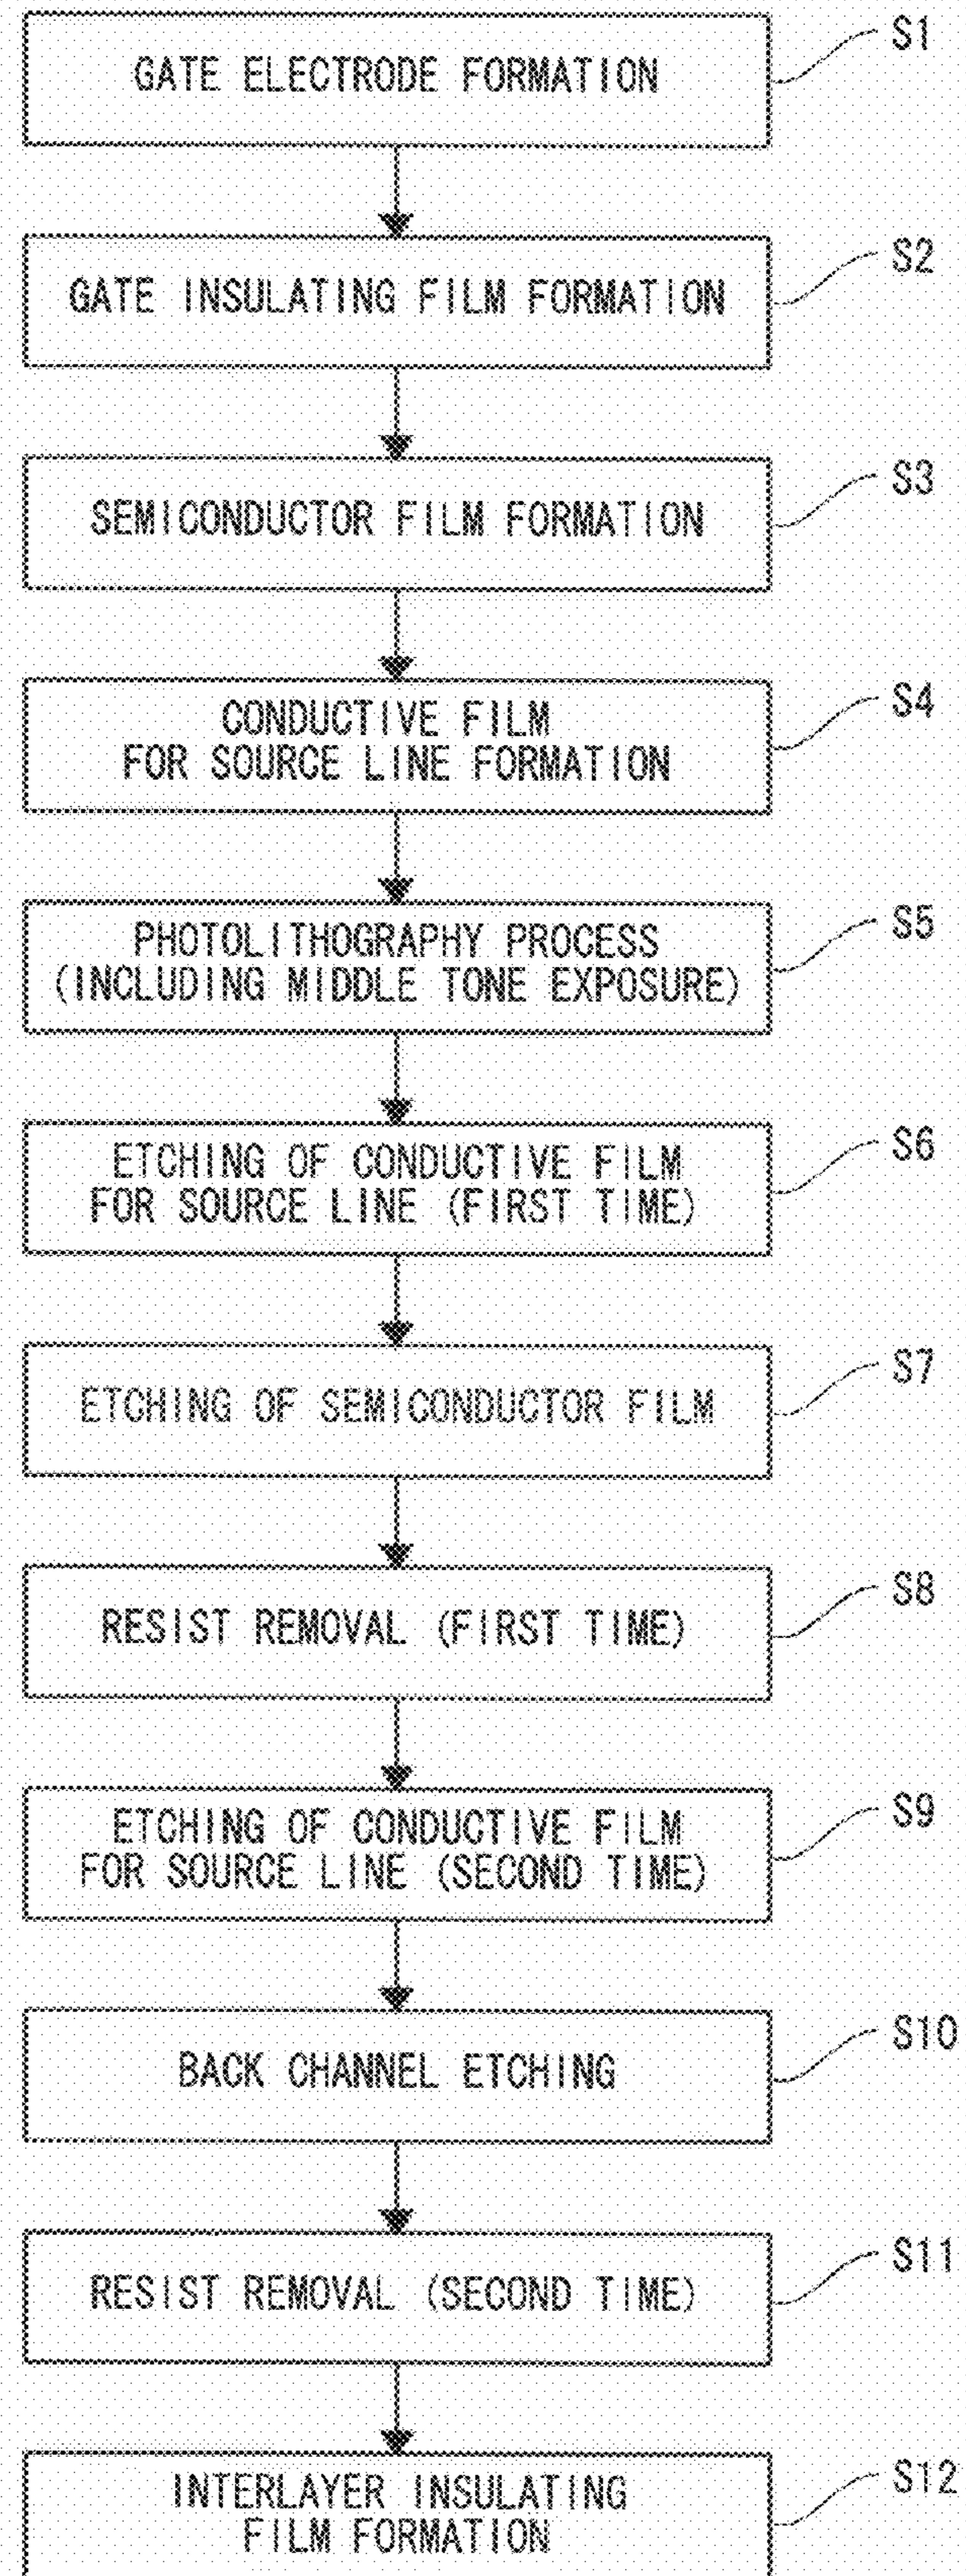 GATE ELECTRODE FORMATION
S1
GATE INSULATING FILM FORMATION
S2
SEMICONDUCTOR FILM FORMATION
S3
CONDUCTIVE FILM
FOR SOURCE LINE FORMATION
S4
PHOTOLITHOGRAPHY PROCESS
(INCLUDING MIDDLE TONE EXPOSURE)
S5
ETCHING OF CONDUCTIVE FILM
FOR SOURCE LINE (FIRST TIME)
S6
ETCHING OF SEMICONDUCTOR FILM
S7
RESIST REMOVAL (FIRST TIME)
S8
ETCHING OF CONDUCTIVE FILM
FOR SOURCE LINE (SECOND TIME)
S9
BACK CHANNEL ETCHING
S10
RESIST REMOVAL (SECOND TIME)
S11
INTERLAYER INSULATING
FILM FORMATION
S12